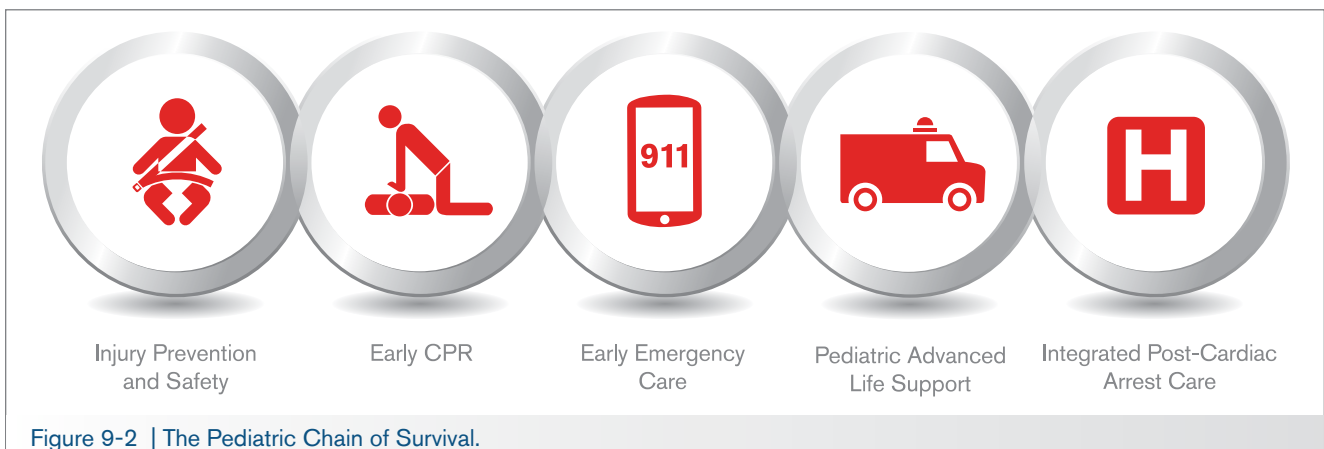 911
H
Injury Prevention
and Safety
Early CPR
Early Emergency
Care
Pediatric Advanced
Life Support
Integrated Post-Cardiac
Arrest Care
Figure 9-2 | The Pediatric Chain of Survival.